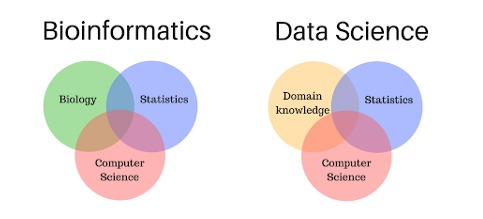 Bioinformatics
Biology
Statistics
Computer
Science
Data Science
Domain
knowledge
Statistics
Computer
Science